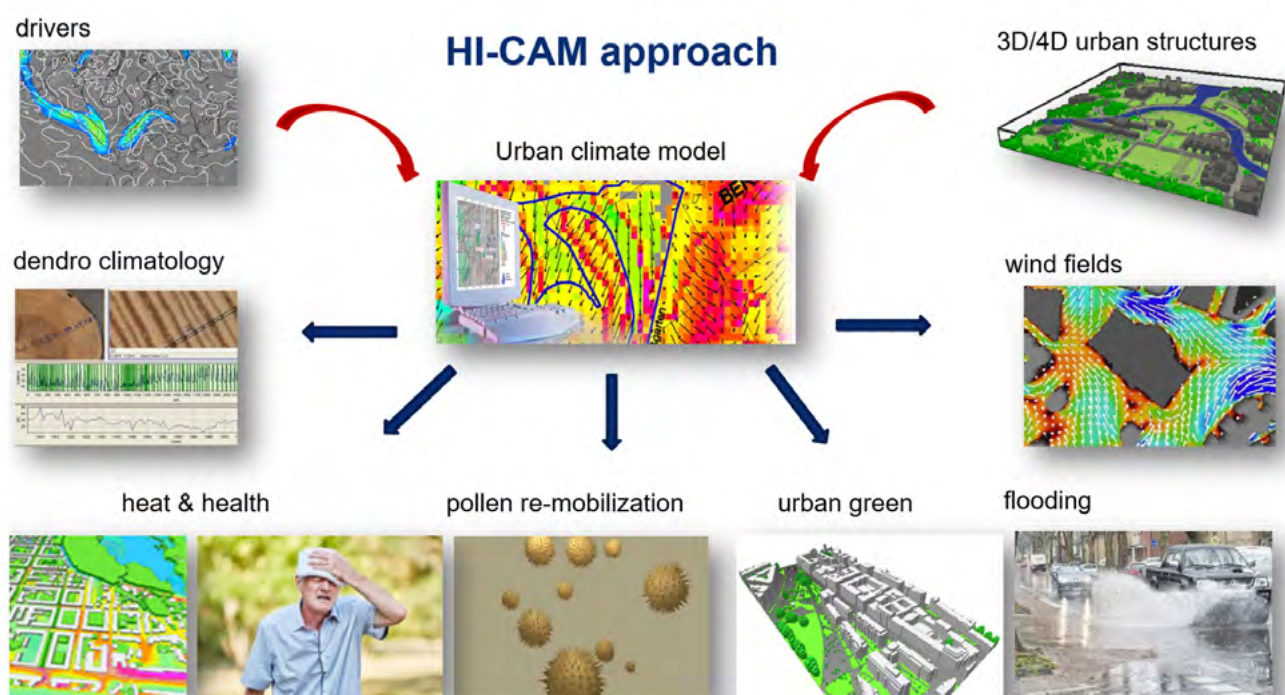 drivers
HI-CAM approach
3D/4D urban structures
Urban climate model
BER
dendro climatology
wind fields
heat & health
pollen re-mobilization
urban green
flooding